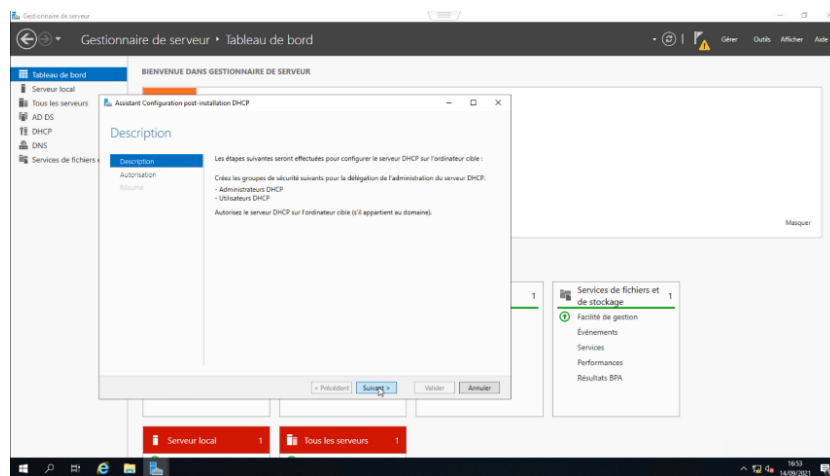 Gestionnaire de serveur
Gestionnaire de serveur • Tableau de bord
Gérer Outils Afficher Aide
Tableau de bord
Serveur local
Tous les serveurs
AD DS
DHCP
DNS
Services de fichiers
BIENVENUE DANS GESTIONNAIRE DE SERVEUR
Assistant Configuration post-installation DHCP
Description
Description
Autorisation
Résumé
Les étapes suivantes seront effectuées pour configurer le serveur DHCP sur l'ordinateur cible :
Créez les groupes de sécurité suivants pour la délégation de l'administration du serveur DHCP.
- Administrateurs DHCP
- Utilisateurs DHCP
Autorisez le serveur DHCP sur l'ordinateur cible (s'il appartient au domaine).
< Précédent Suivant > Valider Annuler
Masquer
1
Services de fichiers et
de stockage 1
Facilité de gestion
Événements
Services
Performances
Résultats BPA
Serveur local 1
Tous les serveurs 1
16:53
14/09/2021